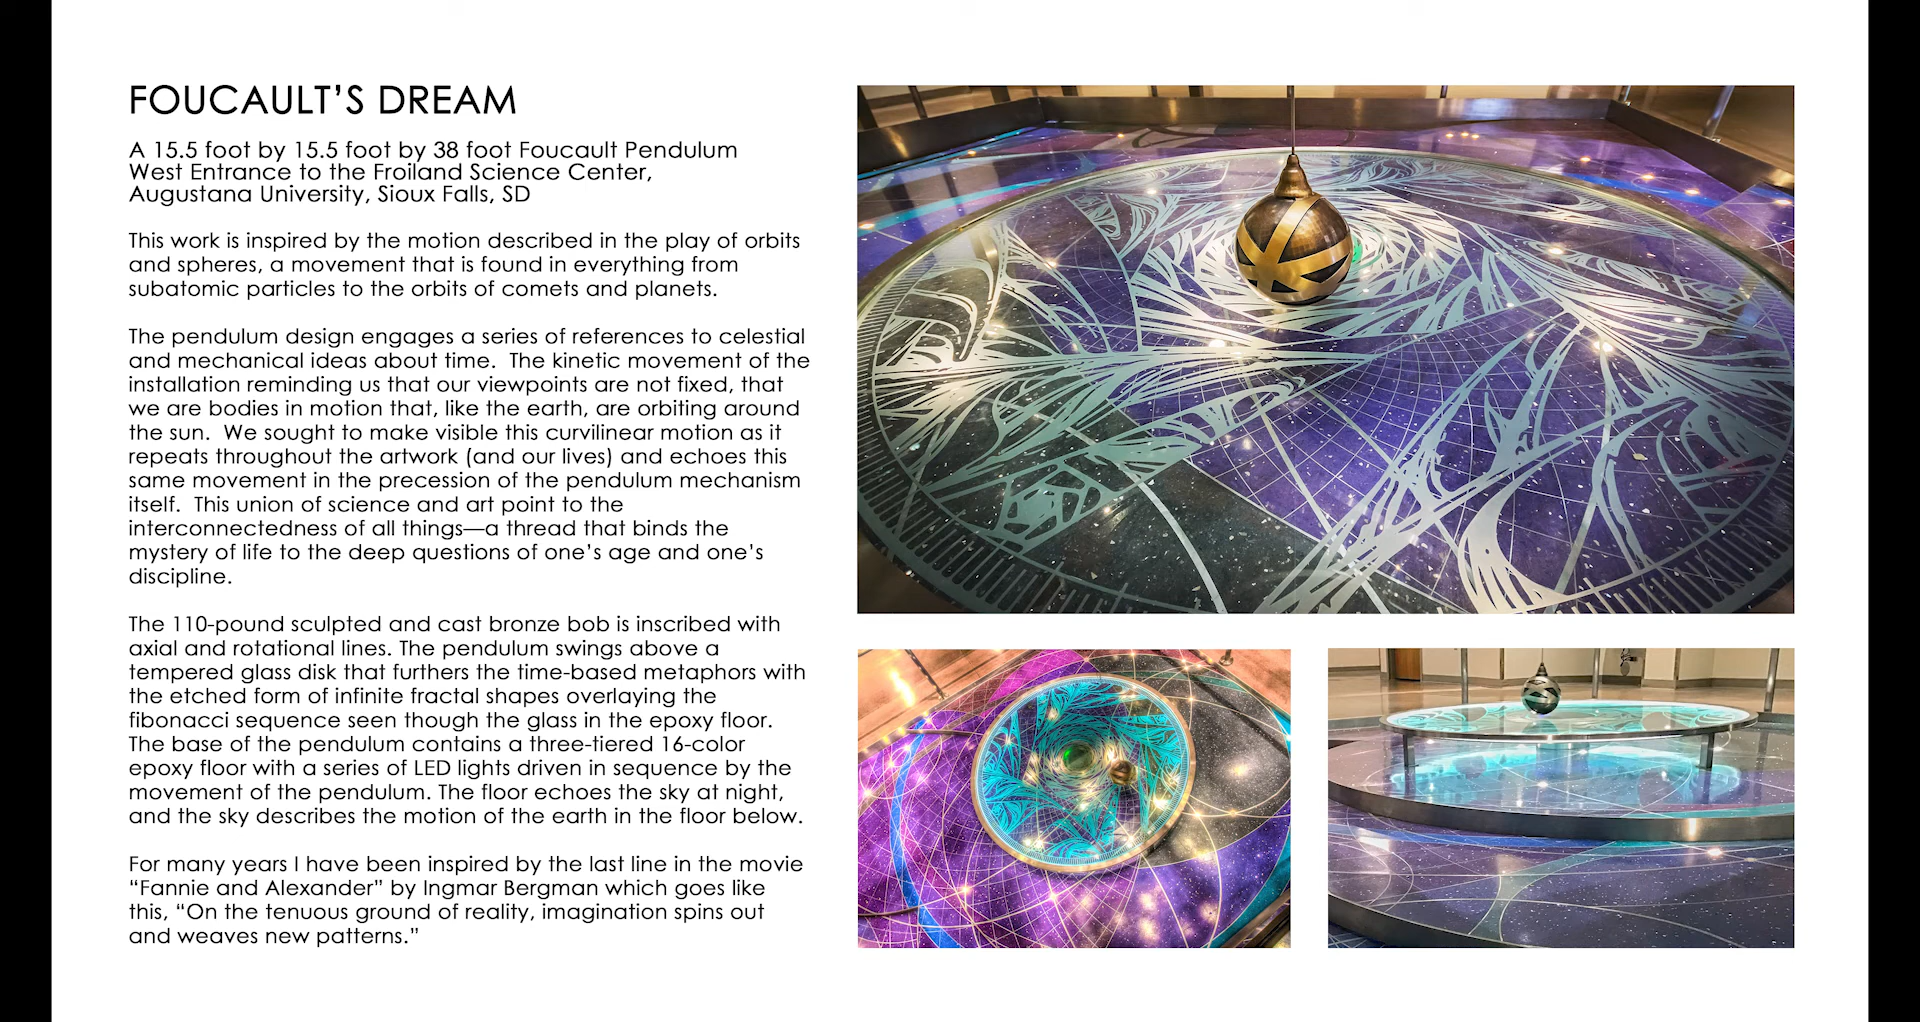 FOUCAULT’S DREAM
A 15.5 foot by 15.5 foot by 38 foot Foucault Pendulum
West Entrance to the Froiland Science Center,
Augustana University, Sioux Falls, SD
This work is inspired by the motion described in the play of orbits
and spheres, a movement that is found in everything from
subatomic particles to the orbits of comets and planets.
The pendulum design engages a series of references to celestial
and mechanical ideas about time.  The kinetic movement of the
installation reminding us that our viewpoints are not fixed, that
we are bodies in motion that, like the earth, are orbiting around
the sun.  We sought to make visible this curvilinear motion as it
repeats throughout the artwork (and our lives) and echoes this
same movement in the precession of the pendulum mechanism
itself.  This union of science and art point to the
interconnectedness of all things—a thread that binds the
mystery of life to the deep questions of one’s age and one’s
discipline.
The 110-pound sculpted and cast bronze bob is inscribed with
axial and rotational lines. The pendulum swings above a
tempered glass disk that furthers the time-based metaphors with
the etched form of infinite fractal shapes overlaying the
fibonacci sequence seen though the glass in the epoxy floor.
The base of the pendulum contains a three-tiered 16-color
epoxy floor with a series of LED lights driven in sequence by the
movement of the pendulum. The floor echoes the sky at night,
and the sky describes the motion of the earth in the floor below.
For many years I have been inspired by the last line in the movie
“Fannie and Alexander” by Ingmar Bergman which goes like
this, “On the tenuous ground of reality, imagination spins out
and weaves new patterns.”